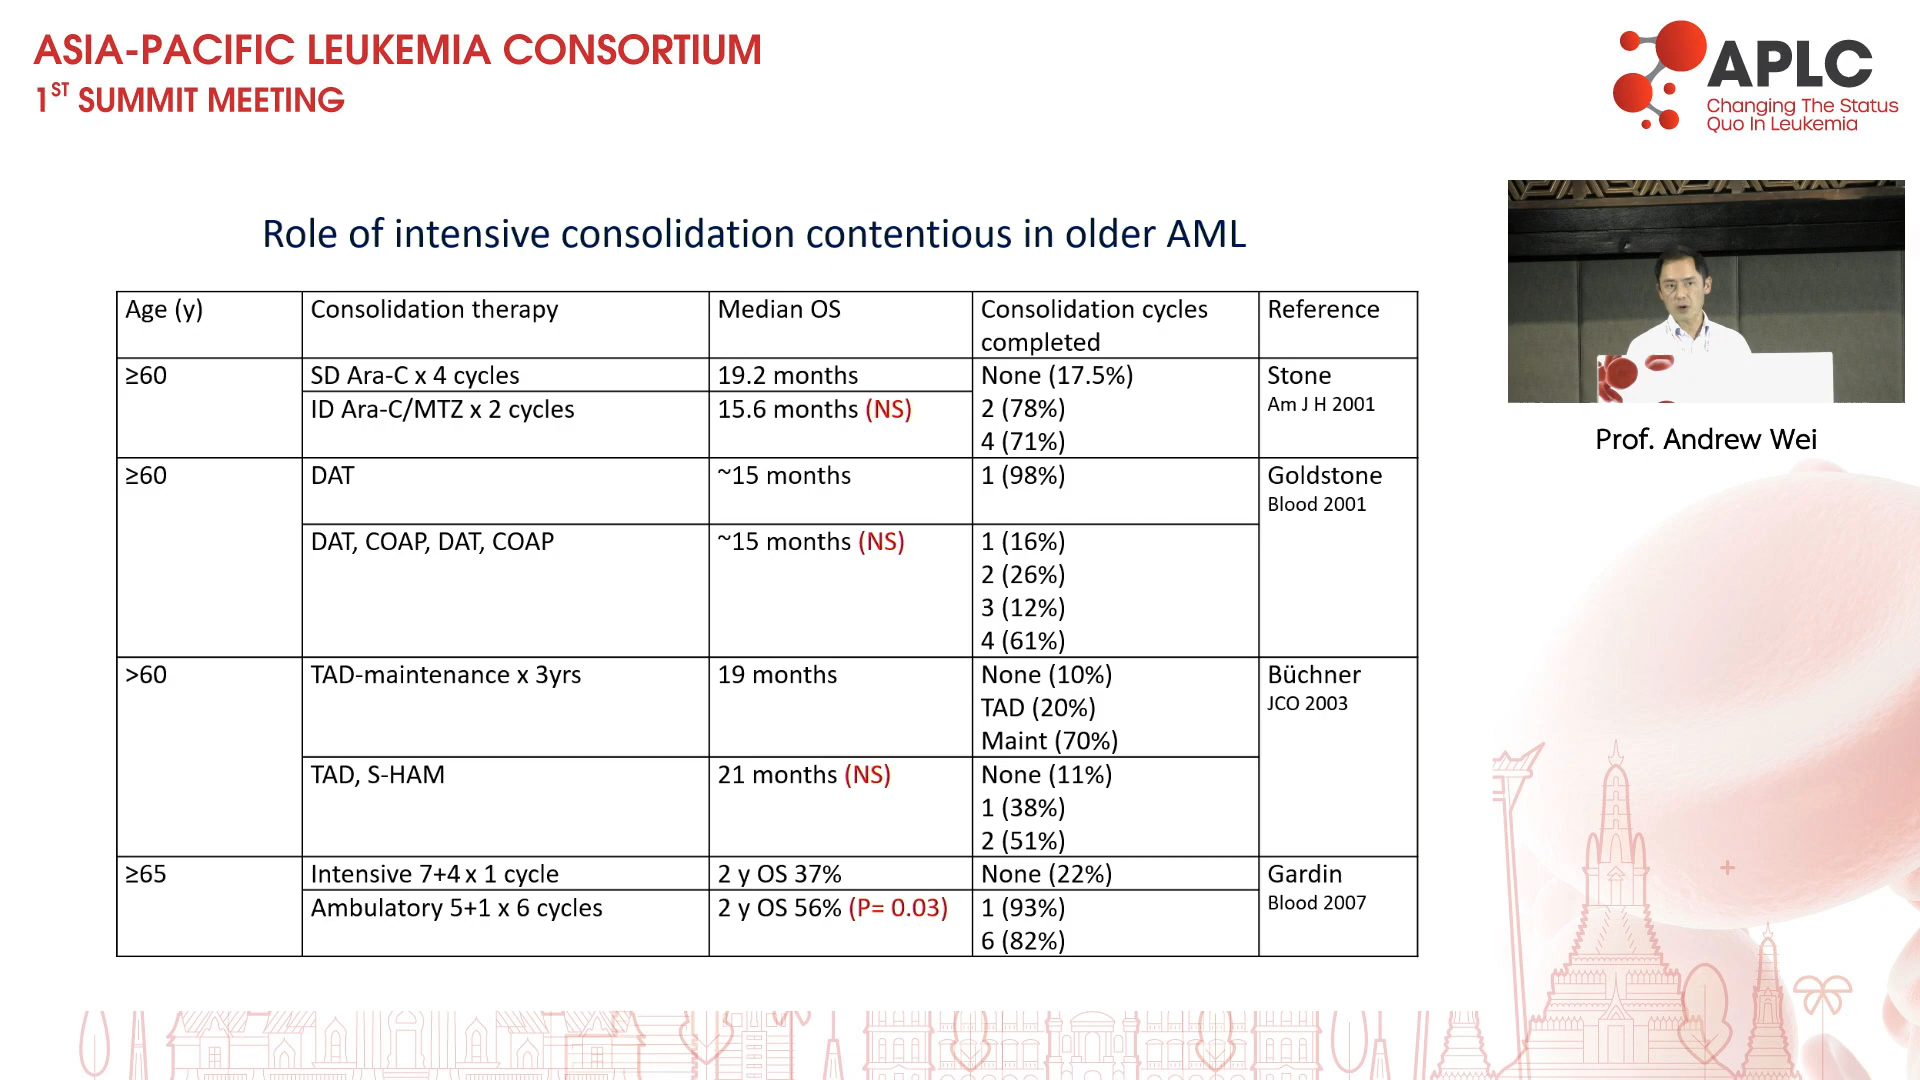 ASIA-PACIFIC LEUKEMIA CONSORTIUM
1ST SUMMIT MEETING
APLC
Changing The Status
Quo In Leukemia
Role of intensive consolidation contentious in older AML
Age (y) Consolidation therapy Median OS Consolidation cycles completed Reference
≥60 SD Ara-C x 4 cycles 19.2 months None (17.5%) Stone
ID Ara-C/MTZ x 2 cycles 15.6 months (NS) 2 (78%) Am J H 2001
4 (71%)
≥60 DAT ~15 months 1 (98%) Goldstone
Blood 2001
DAT, COAP, DAT, COAP ~15 months (NS) 1 (16%)
2 (26%)
3 (12%)
4 (61%)
>60 TAD-maintenance x 3yrs 19 months None (10%) Büchner
TAD (20%) JCO 2003
Maint (70%)
TAD, S-HAM 21 months (NS) None (11%)
1 (38%)
2 (51%)
≥65 Intensive 7+4 x 1 cycle 2 y OS 37% None (22%) Gardin
Ambulatory 5+1 x 6 cycles 2 y OS 56% (P= 0.03) 1 (93%) Blood 2007
6 (82%)
Prof. Andrew Wei